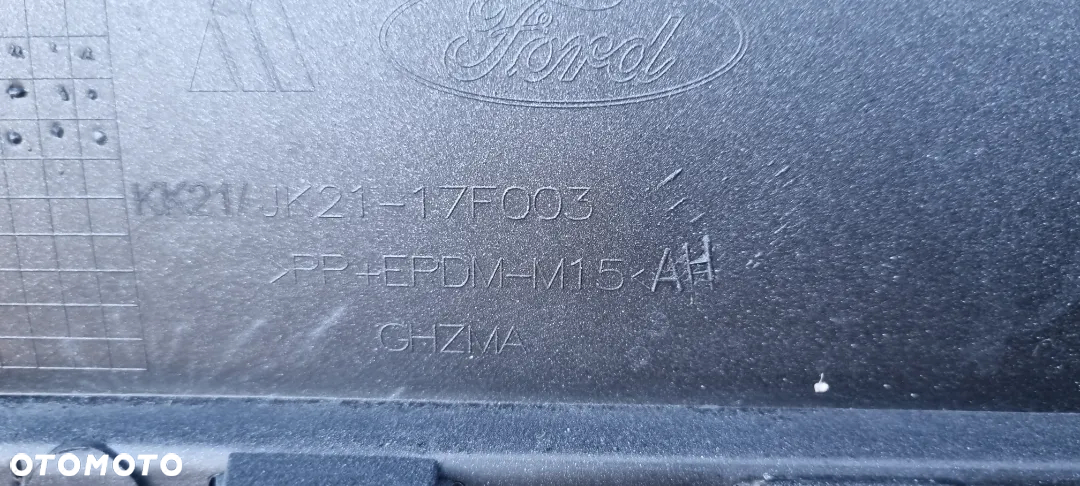 Ford
KK21/JK21-17F003
>PP+EPDM-M15< AH
GHZMA
OTOMOTO